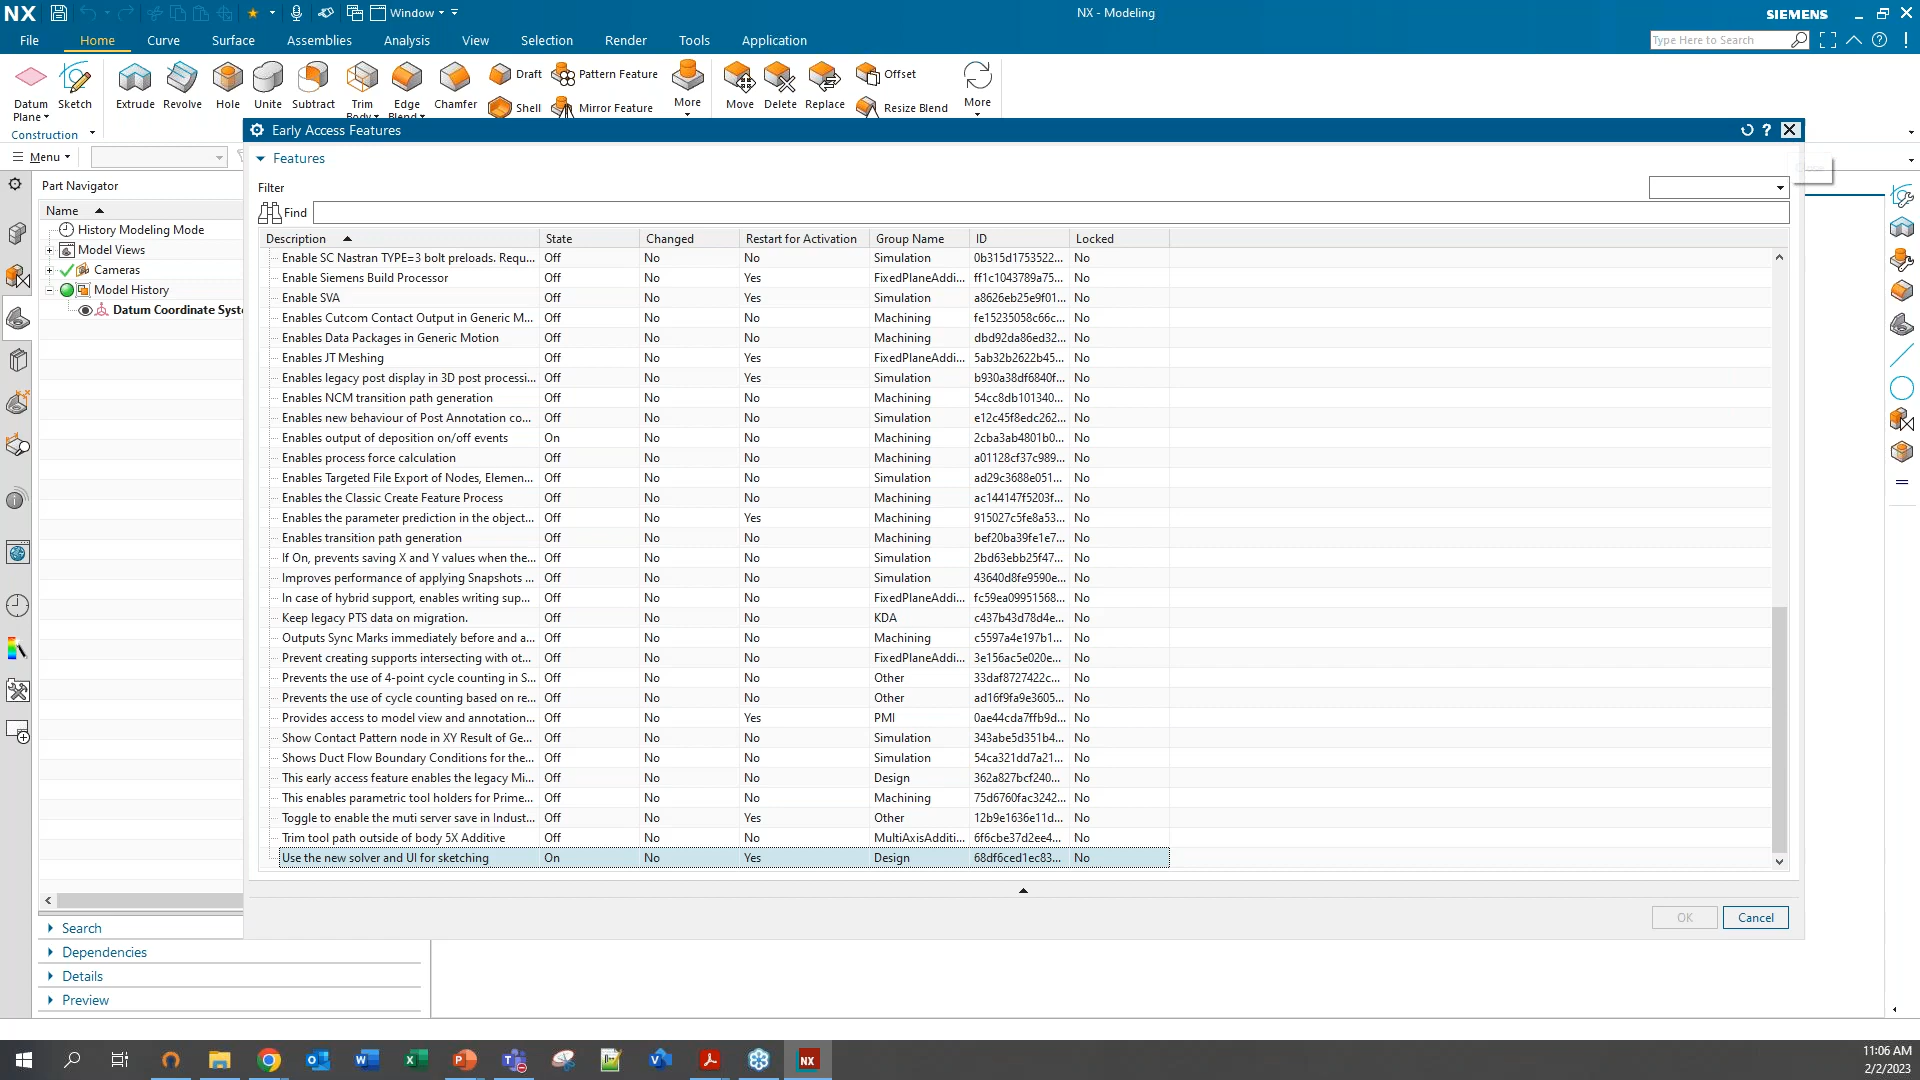 NX
Window
NX - Modeling
SIEMENS
File Home Curve Surface Assemblies Analysis View Selection Render Tools Application
Type Here to Search
Datum Plane
Sketch
Extrude
Revolve
Hole
Unite
Subtract
Trim Body
Edge Blend
Chamfer
Draft
Shell
Pattern Feature
Mirror Feature
More
Move
Delete
Replace
Offset
Resize Blend
More
Construction
Menu
Part Navigator
Name
History Modeling Mode
Model Views
Cameras
Model History
Datum Coordinate Syst
Search
Dependencies
Details
Preview
Early Access Features
Features
Filter
Find
Description State Changed Restart for Activation Group Name ID Locked
Enable SC Nastran TYPE=3 bolt preloads. Requ... Off No No Simulation 0b315d1753522... No
Enable Siemens Build Processor Off No Yes FixedPlaneAddi... ff1c1043789a75... No
Enable SVA Off No Yes Simulation a8626eb25e9f01... No
Enables Cutcom Contact Output in Generic M... Off No No Machining fe15235058c66c... No
Enables Data Packages in Generic Motion Off No No Machining dbd92da86ed32... No
Enables JT Meshing Off No Yes FixedPlaneAddi... 5ab32b2622b45... No
Enables legacy post display in 3D post processi... Off No Yes Simulation b930a38df6840f... No
Enables NCM transition path generation Off No No Machining 54cc8db101340... No
Enables new behaviour of Post Annotation co... Off No No Simulation e12c45f8edc262... No
Enables output of deposition on/off events On No No Machining 2cba3ab4801b0... No
Enables process force calculation Off No No Machining a01128cf37c989... No
Enables Targeted File Export of Nodes, Elemen... Off No No Simulation ad29c3688e051... No
Enables the Classic Create Feature Process Off No No Machining ac144147f5203f... No
Enables the parameter prediction in the object... Off No Yes Machining 915027c5fe8a53... No
Enables transition path generation Off No No Machining bef20ba39fe1e7... No
If On, prevents saving X and Y values when the... Off No No Simulation 2bd63ebb25f47... No
Improves performance of applying Snapshots ... Off No No Simulation 43640d8fe9590e... No
In case of hybrid support, enables writing sup... Off No No FixedPlaneAddi... fc59ea09951568... No
Keep legacy PTS data on migration. Off No No KDA c437b43d78d4e... No
Outputs Sync Marks immediately before and a... Off No No Machining c5597a4e197b1... No
Prevent creating supports intersecting with ot... Off No No FixedPlaneAddi... 3e156ac5e020e... No
Prevents the use of 4-point cycle counting in S... Off No No Other 33daf8727422c... No
Prevents the use of cycle counting based on re... Off No No Other ad16f9fa9e3605... No
Provides access to model view and annotation... Off No Yes PMI 0ae44cda7ffb9d... No
Show Contact Pattern node in XY Result of Ge... Off No No Simulation 343abe5d351b4... No
Shows Duct Flow Boundary Conditions for the... Off No No Simulation 54ca321dd7a21... No
This early access feature enables the legacy Mi... Off No No Design 362a827bcf240... No
This enables parametric tool holders for Prime... Off No No Machining 75d6760fac3242... No
Toggle to enable the muti server save in Indust... Off No Yes Other 12b9e1636e11d... No
Trim tool path outside of body 5X Additive Off No No MultiAxisAdditi... 6f6cbe37d2ee4... No
Use the new solver and UI for sketching On No Yes Design 68df6ced1ec83... No
OK Cancel
11:06 AM
2/2/2023